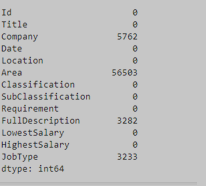 Id 0
Title 0
Company 5762
Date 0
Location 0
Area 56503
Classification 0
SubClassification 0
Requirement 0
FullDescription 3282
LowestSalary 0
HighestSalary 0
JobType 3233
dtype: int64